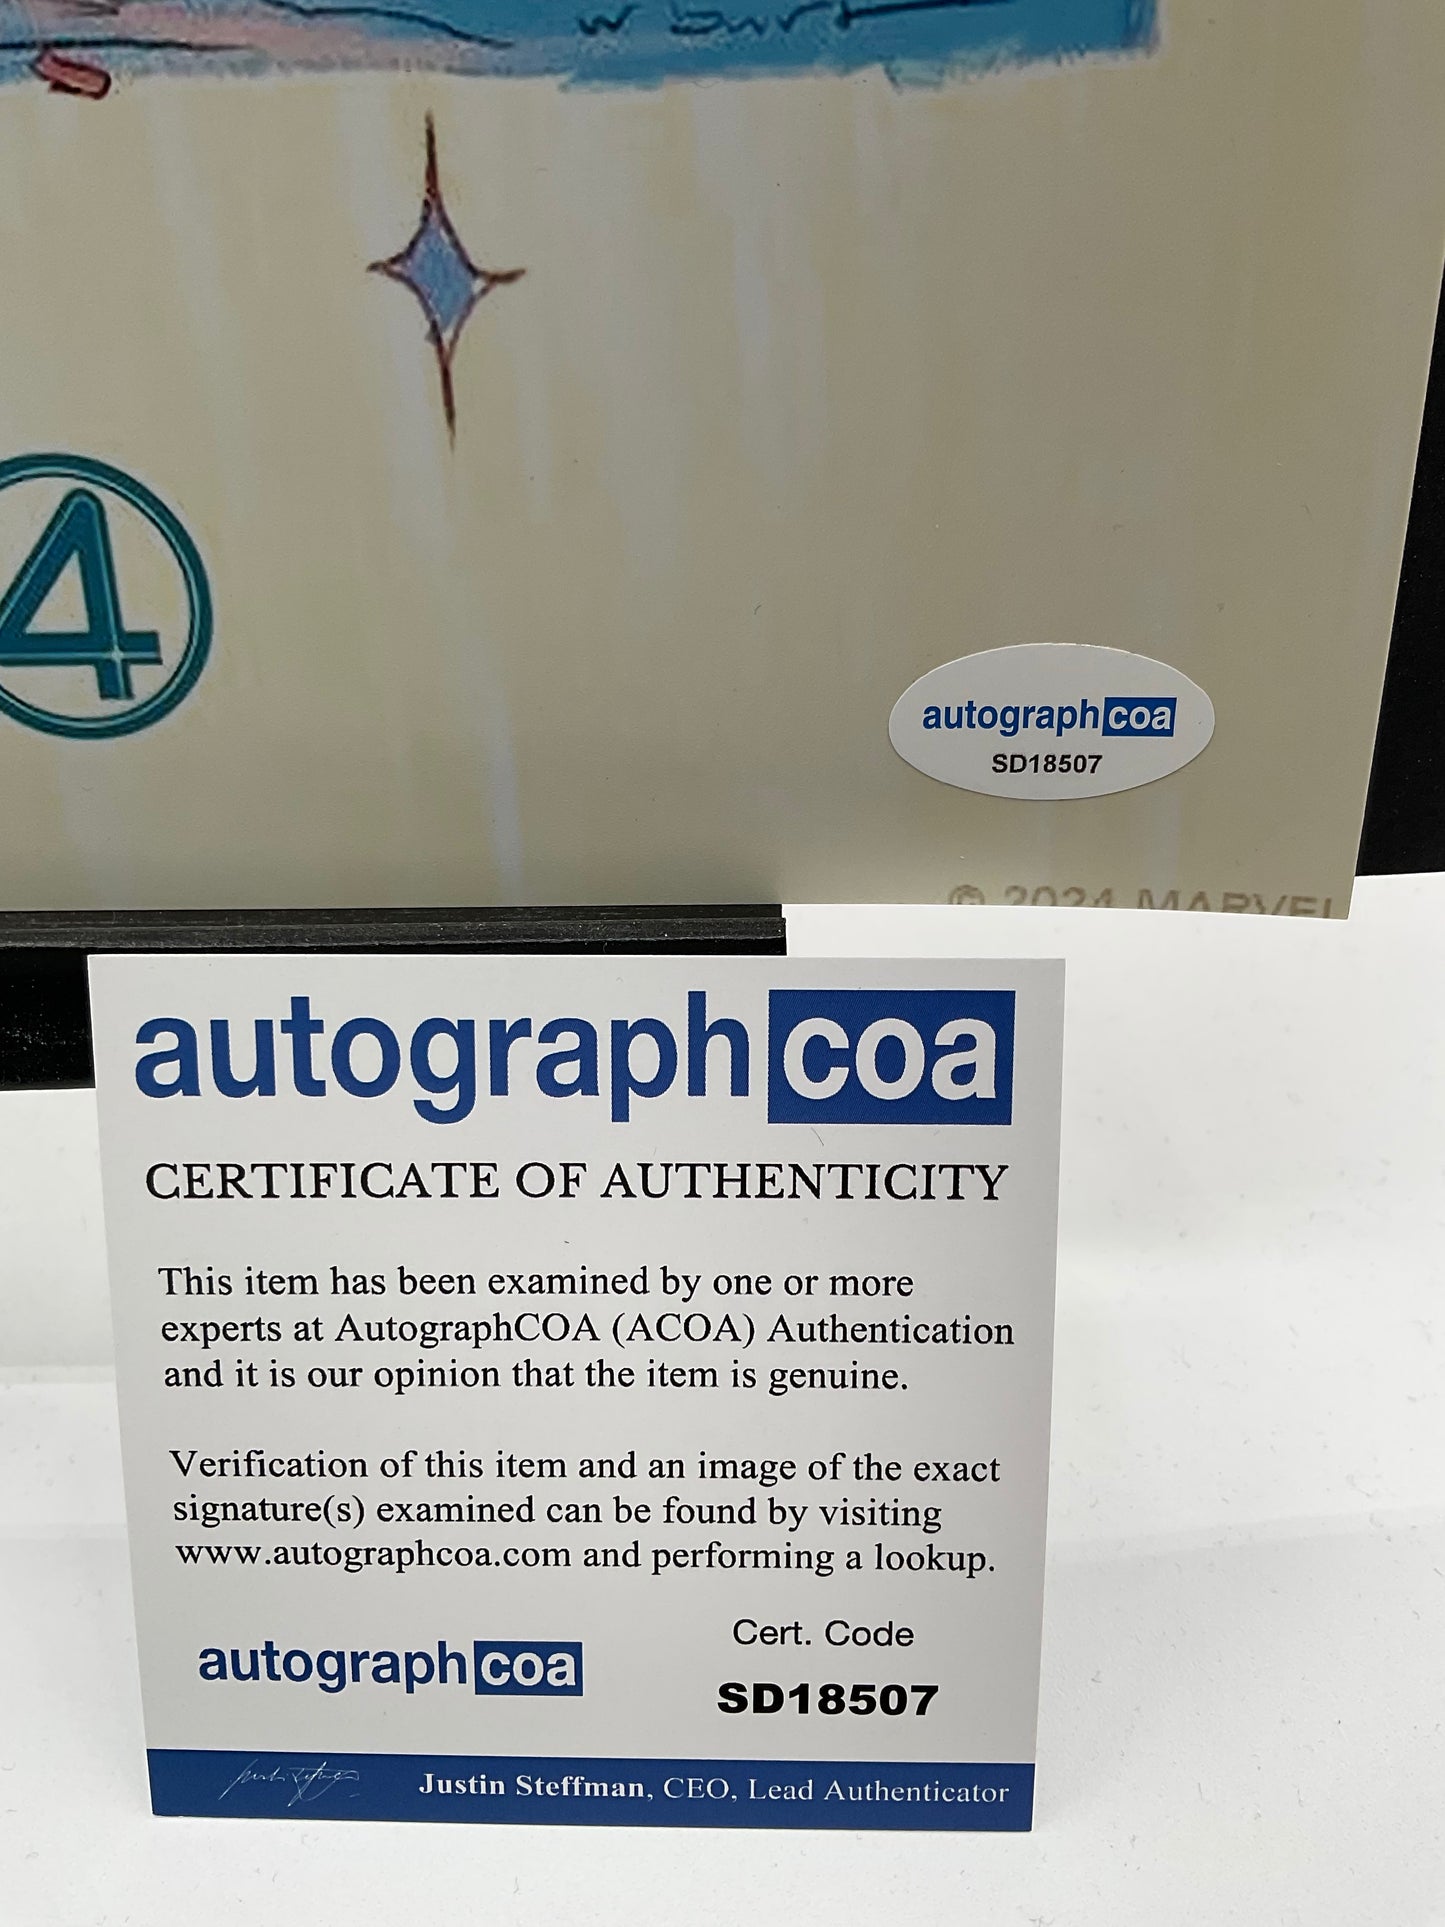 w burt
4
autographcoa
SD18507
© 2024 MARVEL
autographcoa
CERTIFICATE OF AUTHENTICITY
This item has been examined by one or more
experts at AutographCOA (ACOA) Authentication
and it is our opinion that the item is genuine.
Verification of this item and an image of the exact
signature(s) examined can be found by visiting
www.autographcoa.com and performing a lookup.
Cert. Code
autographcoa
SD18507
Justin Steffman, CEO, Lead Authenticator